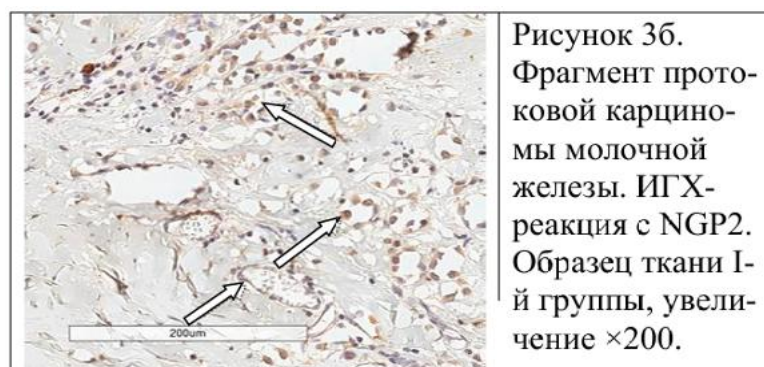 Рисунок 3б.
Фрагмент прото-
ковой карцино-
мы молочной
железы. ИГХ-
реакция с NGP2.
Образец ткани I-
й группы, увели-
чение ×200.
200um